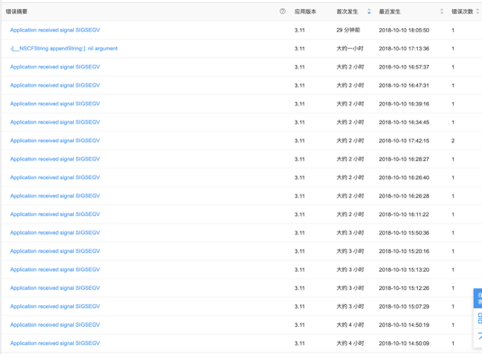 错误摘要 应用版本 首次发生 最近发生 错误次数
Application received signal SIGSEGV 3.11 29 分钟前 2018-10-10 18:05:50 1
-[__NSCFString appendString:]: nil argument 3.11 大约一小时 2018-10-10 17:13:36 1
Application received signal SIGSEGV 3.11 大约 2 小时 2018-10-10 16:57:37 1
Application received signal SIGSEGV 3.11 大约 2 小时 2018-10-10 16:47:31 1
Application received signal SIGSEGV 3.11 大约 2 小时 2018-10-10 16:39:16 1
Application received signal SIGSEGV 3.11 大约 2 小时 2018-10-10 16:34:45 1
Application received signal SIGSEGV 3.11 大约 2 小时 2018-10-10 17:42:15 2
Application received signal SIGSEGV 3.11 大约 2 小时 2018-10-10 16:28:27 1
Application received signal SIGSEGV 3.11 大约 2 小时 2018-10-10 16:26:40 1
Application received signal SIGSEGV 3.11 大约 2 小时 2018-10-10 16:26:28 1
Application received signal SIGSEGV 3.11 大约 2 小时 2018-10-10 16:11:22 1
Application received signal SIGSEGV 3.11 大约 3 小时 2018-10-10 15:50:36 1
Application received signal SIGSEGV 3.11 大约 3 小时 2018-10-10 15:20:16 1
Application received signal SIGSEGV 3.11 大约 3 小时 2018-10-10 15:13:20 1
Application received signal SIGSEGV 3.11 大约 3 小时 2018-10-10 15:12:26 1
Application received signal SIGSEGV 3.11 大约 3 小时 2018-10-10 15:07:29 1
Application received signal SIGSEGV 3.11 大约 4 小时 2018-10-10 14:50:19 1
Application received signal SIGSEGV 3.11 大约 4 小时 2018-10-10 14:50:09 1